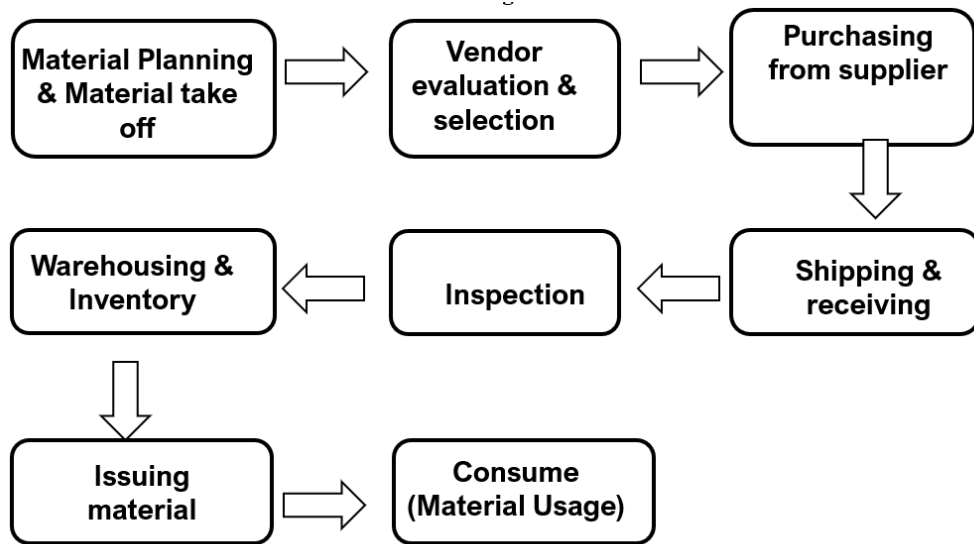 Material Planning
& Material take
off
Vendor
evaluation &
selection
Purchasing
from supplier
Shipping &
receiving
Inspection
Warehousing &
Inventory
Issuing
material
Consume
(Material Usage)